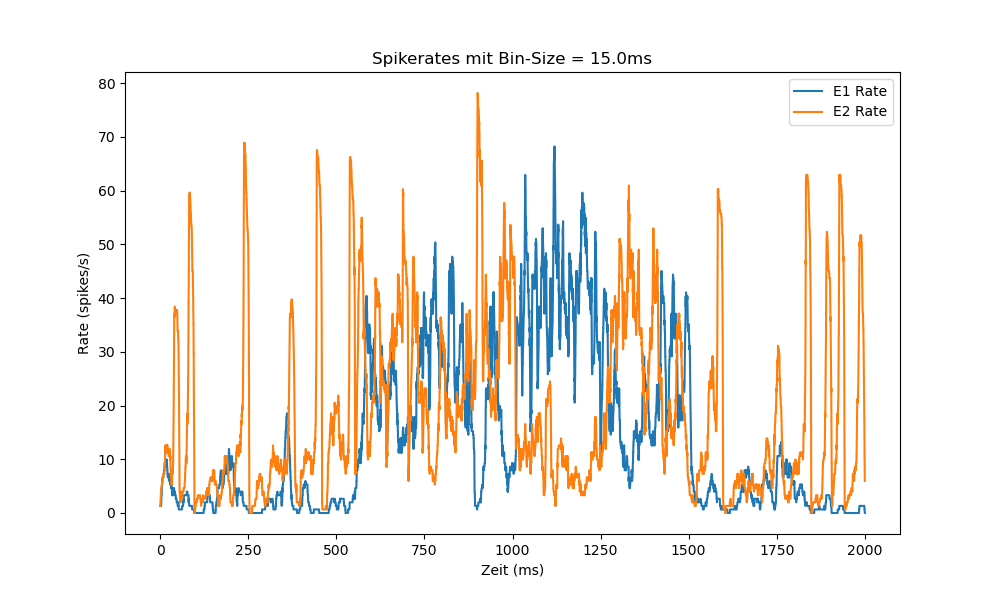 Spikerates mit Bin-Size = 15.0ms
E1 Rate
E2 Rate
80
70
60
50
40
30
20
10
0
Rate (spikes/s)
0 250 500 750 1000 1250 1500 1750 2000
Zeit (ms)